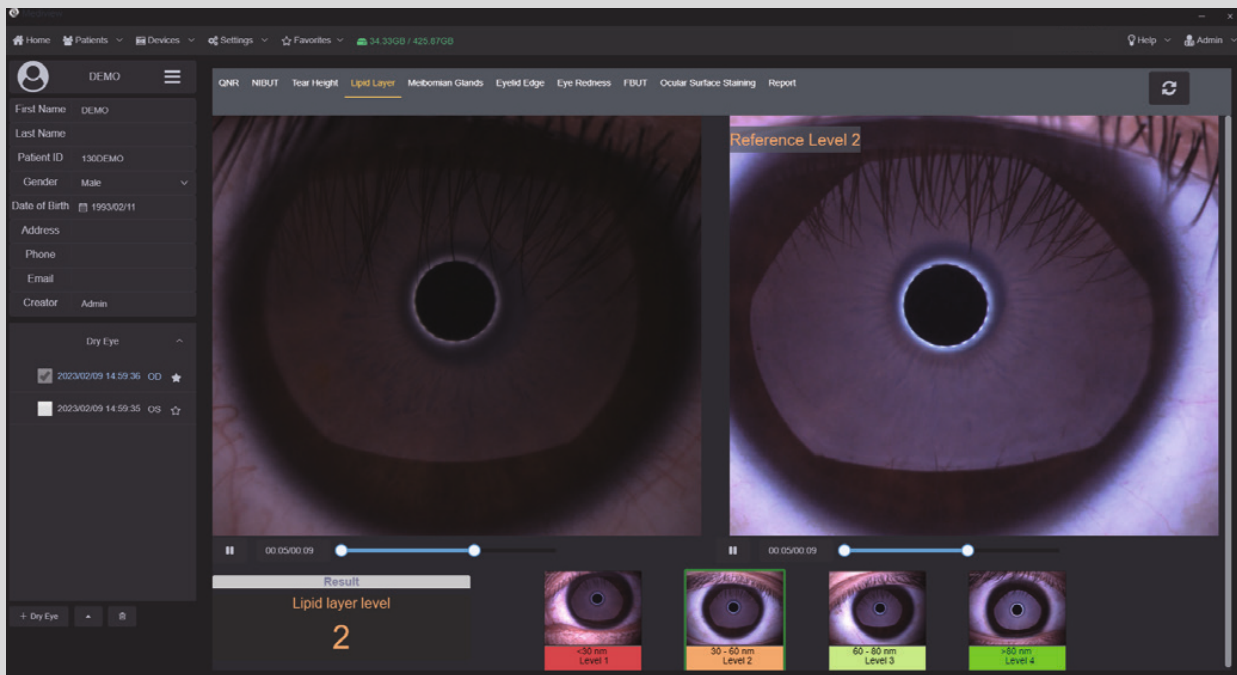 Home Patients Devices Settings Favorites 34.33GB / 425.67GB Help Admin
DEMO
QNR NIBUT Tear Height Lipid Layer Meibomian Glands Eyelid Edge Eye Redness FBUT Ocular Surface Staining Report
First Name DEMO
Last Name
Patient ID 130DEMO
Gender Male
Date of Birth 1993/02/11
Address
Phone
Email
Creator Admin
Dry Eye
2023/02/09 14:59:36 OD
2023/02/09 14:59:35 OS
+ Dry Eye
Reference Level 2
00:05/00:09
00:05/00:09
Result
Lipid layer level
2
<30 nm
Level 1
30 - 60 nm
Level 2
60 - 80 nm
Level 3
>80 nm
Level 4